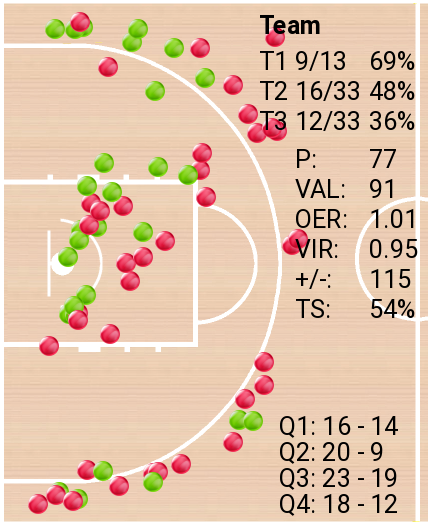 Team
T1 9/13 69%
T2 16/33 48%
T3 12/33 36%
P: 77
VAL: 91
OER: 1.01
VIR: 0.95
+/-: 115
TS: 54%
Q1: 16 - 14
Q2: 20 - 9
Q3: 23 - 19
Q4: 18 - 12